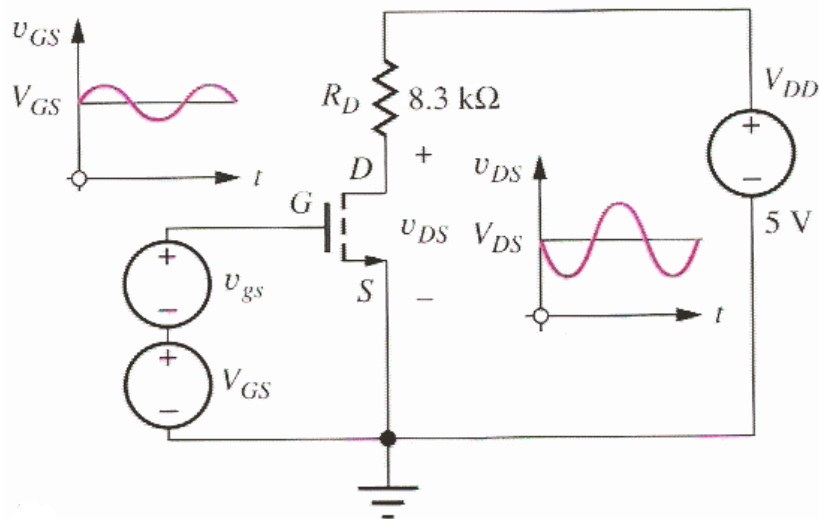 v_GS
V_GS
t
R_D
8.3 kΩ
V_DD
+
−
5 V
D
+
G
v_DS
S
−
v_DS
V_DS
t
+
v_gs
−
+
V_GS
−